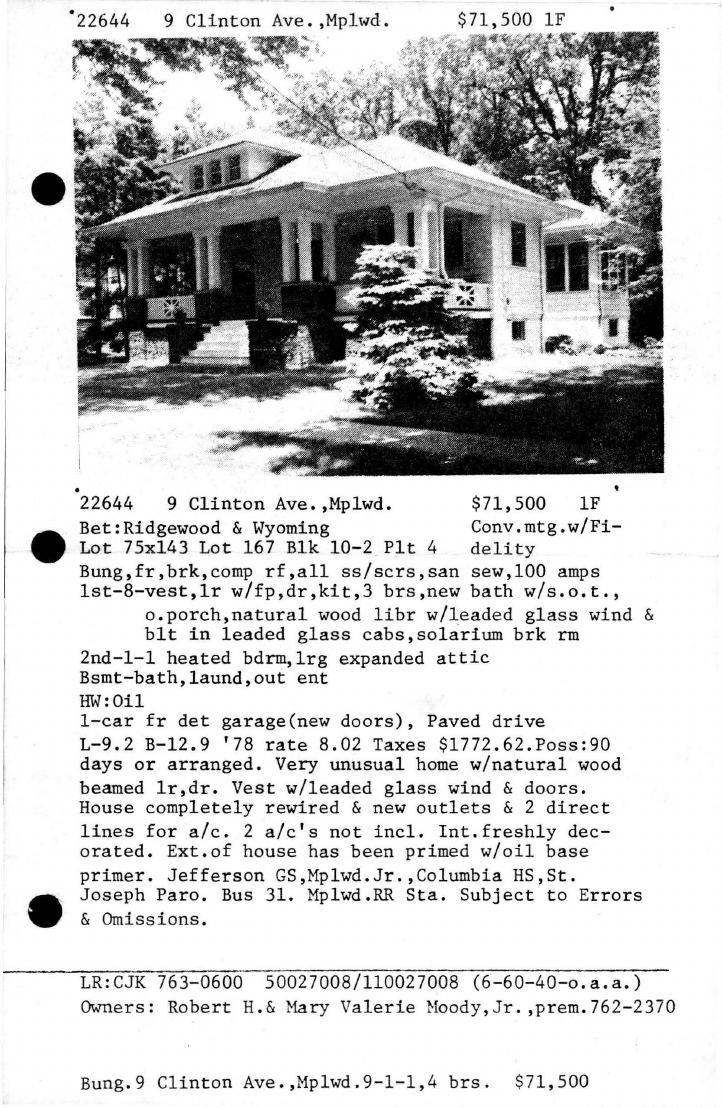 22644 9 Clinton Ave.,Mplwd. $71,500 1F
22644 9 Clinton Ave.,Mplwd. $71,500 1F
Bet:Ridgewood & Wyoming Conv.mtg.w/Fi-
Lot 75x143 Lot 167 Blk 10-2 Plt 4 delity
Bung,fr,brk,comp rf,all ss/scrs,san sew,100 amps
1st-8-vest,lr w/fp,dr,kit,3 brs,new bath w/s.o.t.,
o.porch,natural wood libr w/leaded glass wind &
blt in leaded glass cabs,solarium brk rm
2nd-1-1 heated bdrm,lrg expanded attic
Bsmt-bath,laund,out ent
HW:Oil
1-car fr det garage(new doors), Paved drive
L-9.2 B-12.9 '78 rate 8.02 Taxes $1772.62.Poss:90
days or arranged. Very unusual home w/natural wood
beamed lr,dr. Vest w/leaded glass wind & doors.
House completely rewired & new outlets & 2 direct
lines for a/c. 2 a/c's not incl. Int.freshly dec-
orated. Ext.of house has been primed w/oil base
primer. Jefferson GS,Mplwd.Jr.,Columbia HS,St.
Joseph Paro. Bus 31. Mplwd.RR Sta. Subject to Errors
& Omissions.
LR:CJK 763-0600 50027008/110027008 (6-60-40-o.a.a.)
Owners: Robert H.& Mary Valerie Moody,Jr.,prem.762-2370
Bung.9 Clinton Ave.,Mplwd.9-1-1,4 brs. $71,500